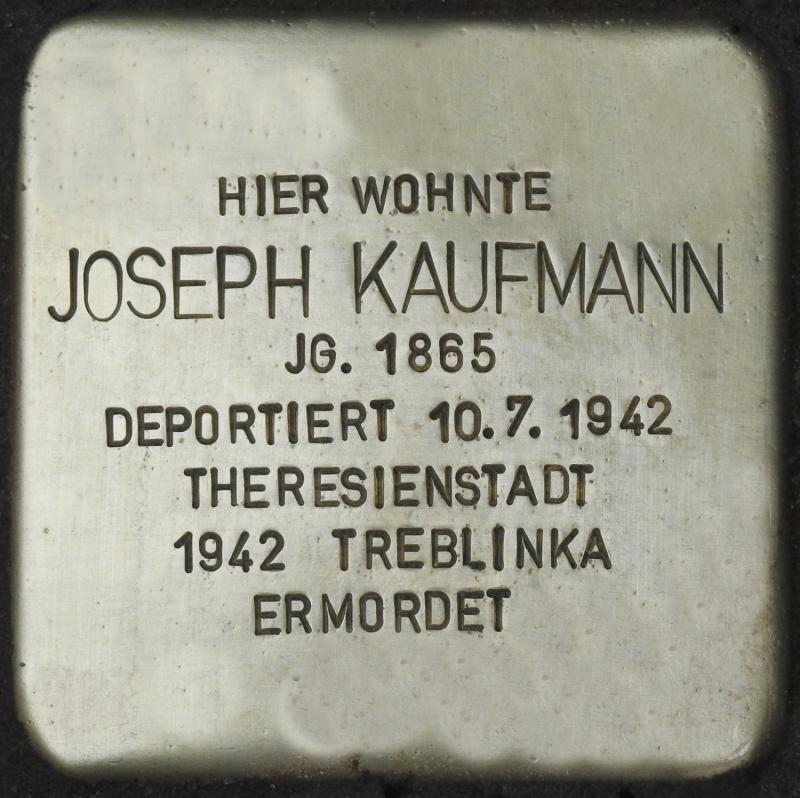 HIER WOHNTE
JOSEPH KAUFMANN
JG. 1865
DEPORTIERT 10.7.1942
THERESIENSTADT
1942 TREBLINKA
ERMORDET